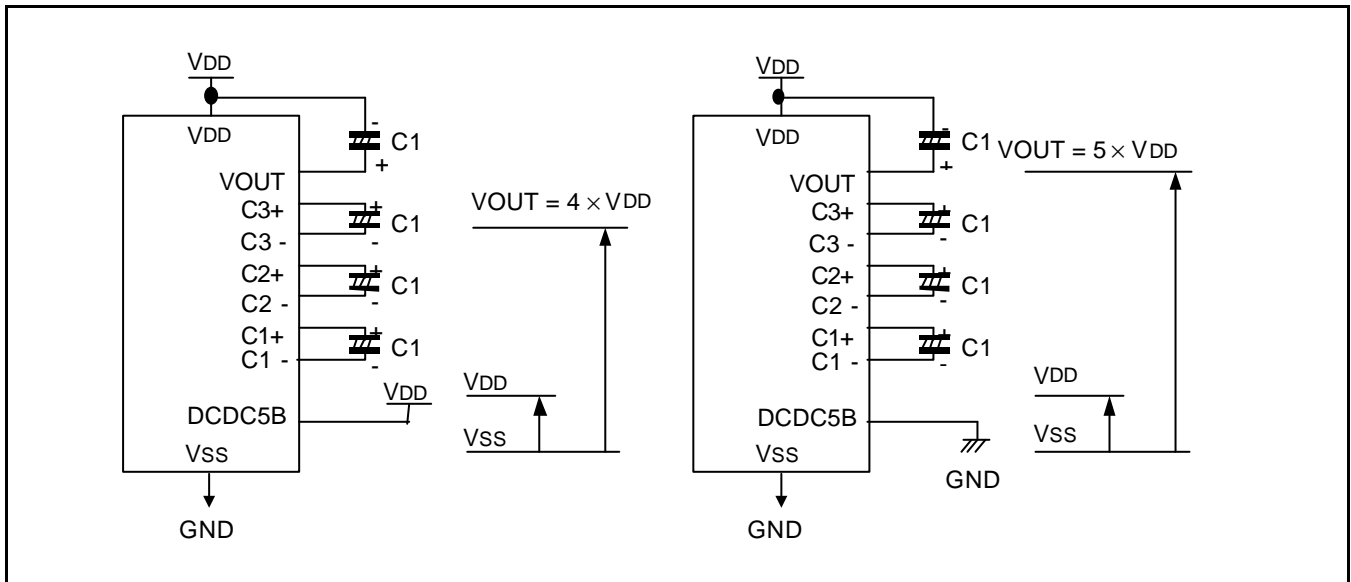 VDD
VDD
-
C1
+
VOUT
C3+
+
C1
C3 -
-
C2+
+
C1
C2 -
-
C1+
+
C1
C1 -
-
VDD
DCDC5B
VSS
GND
VOUT = 4 × VDD
VDD
VSS
VDD
VDD
-
C1
+
VOUT
C3+
+
C1
C3 -
-
C2+
+
C1
C2 -
-
C1+
+
C1
C1 -
-
DCDC5B
VSS
GND
GND
VOUT = 5 × VDD
VDD
VSS